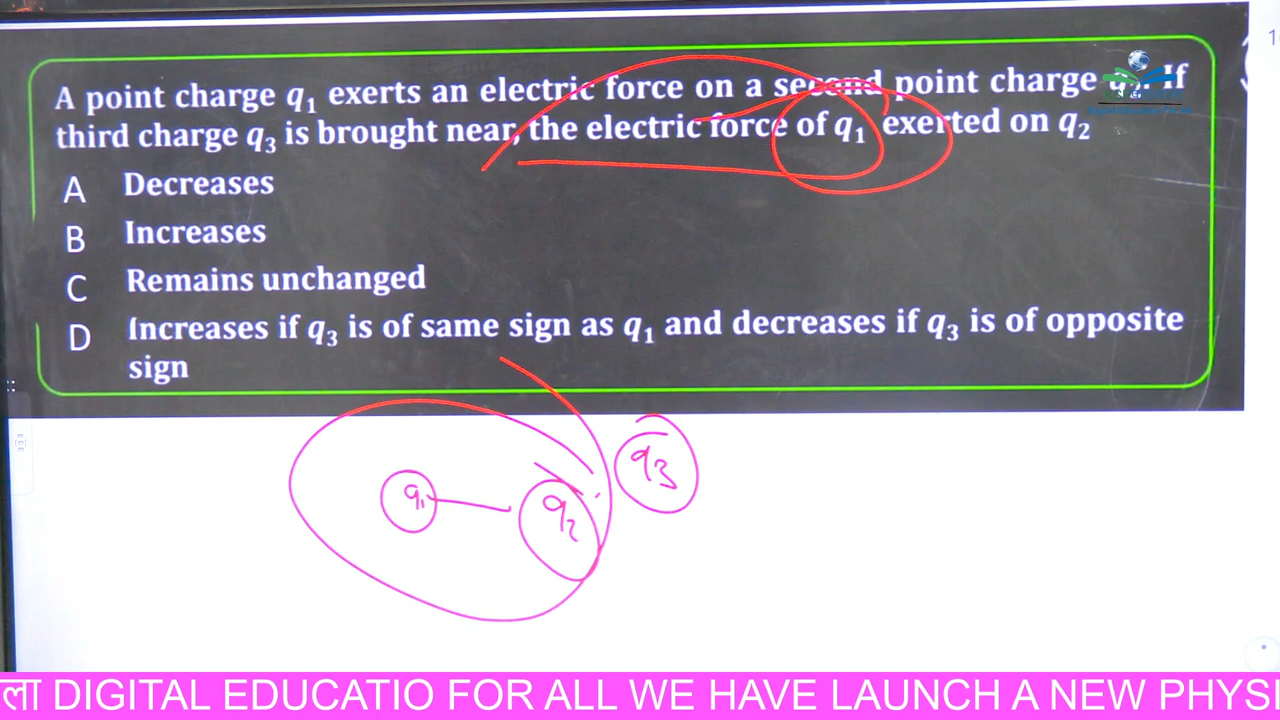 A point charge q₁ exerts an electric force on a second point charge q₂. If
third charge q₃ is brought near, the electric force of q₁ exerted on q₂
A Decreases
B Increases
C Remains unchanged
D Increases if q₃ is of same sign as q₁ and decreases if q₃ is of opposite
sign
q₁
q₂
q₃
ला DIGITAL EDUCATIO FOR ALL WE HAVE LAUNCH A NEW PHYSI